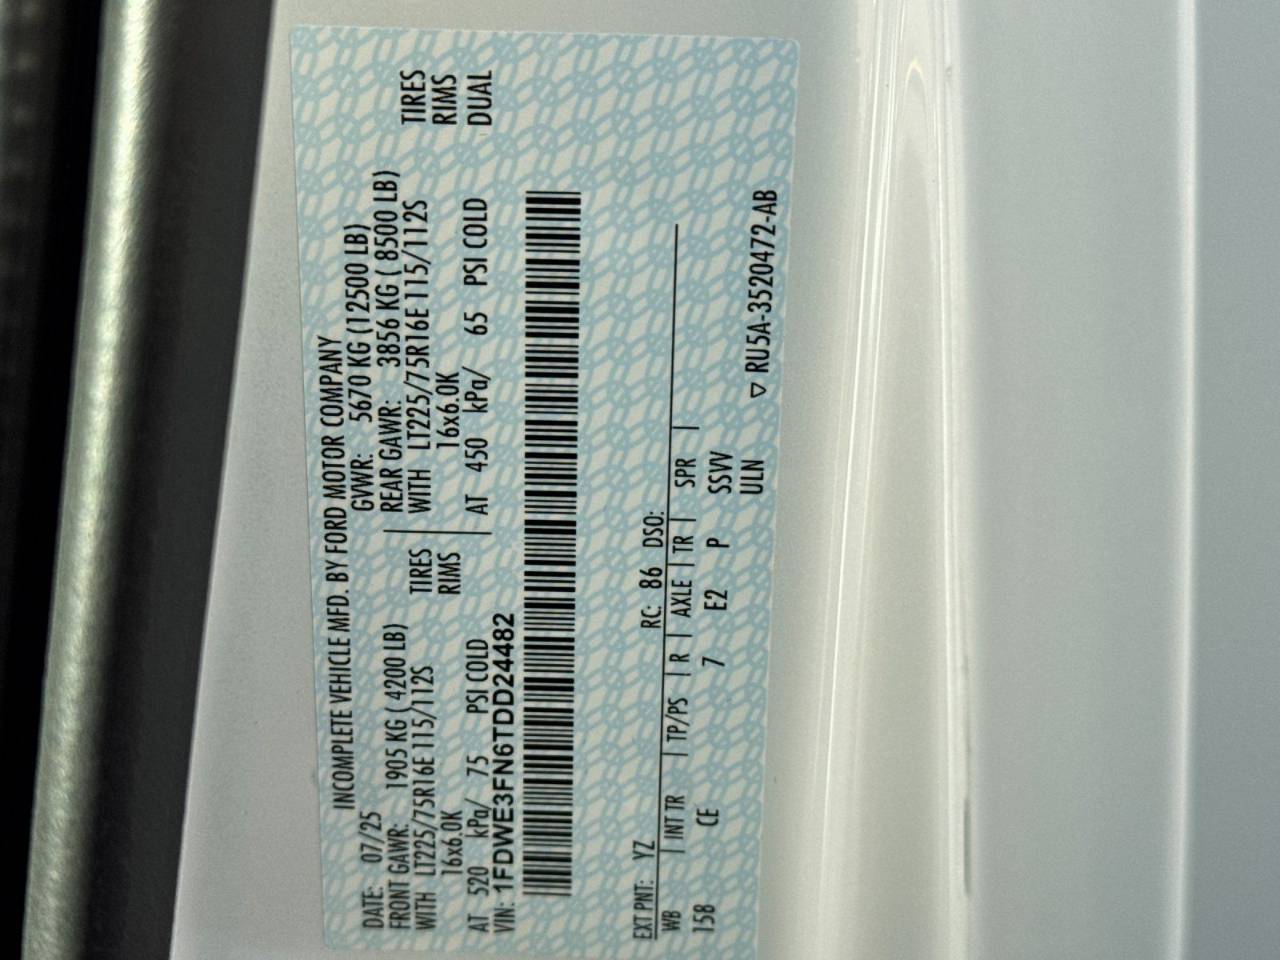 INCOMPLETE VEHICLE MFD. BY FORD MOTOR COMPANY
DATE: 07/25 GVWR: 5670 KG (12500 LB)
FRONT GAWR: 1905 KG ( 4200 LB) REAR GAWR: 3856 KG ( 8500 LB)
WITH LT225/75R16E 115/112S TIRES WITH LT225/75R16E 115/112S TIRES
16x6.0K RIMS 16x6.0K RIMS
AT 520 kPa/ 75 PSI COLD AT 450 kPa/ 65 PSI COLD DUAL
VIN: 1FDWE3FN6TDD24482
EXT PNT: YZ RC: 86 DSO:
WB | INT TR | TP/PS | R | AXLE | TR | SPR |
158 CE 7 E2 P SSVV
ULN
▽ RU5A-3520472-AB